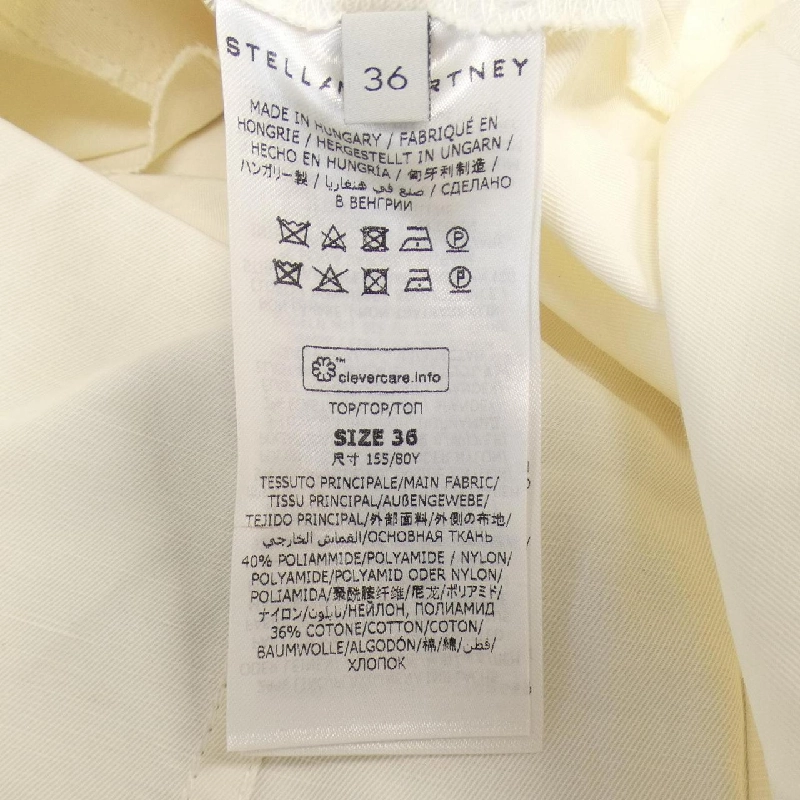 STELLA McCARTNEY
36
MADE IN HUNGARY / FABRIQUÉ EN
HONGRIE / HERGESTELLT IN UNGARN /
HECHO EN HUNGRÍA / 匈牙利制造 /
ハンガリー製 / صنع في هنغاريا / СДЕЛАНО
В ВЕНГРИИ
P
P
clevercare.info™
TOP/TOP/ТОП
SIZE 36
尺寸 155/80Y
TESSUTO PRINCIPALE/MAIN FABRIC/
TISSU PRINCIPAL/AUßENGEWEBE/
TEJIDO PRINCIPAL/外部面料/外側の布地/
القماش الخارجي/ОСНОВНАЯ ТКАНЬ
40% POLIAMMIDE/POLYAMIDE / NYLON/
POLYAMIDE/POLYAMID ODER NYLON/
POLIAMIDA/聚酰胺纤维/尼龙/ポリアミド/
ナイロン/نايلون/НЕЙЛОН, ПОЛИАМИД
36% COTONE/COTTON/COTON/
BAUMWOLLE/ALGODÓN/棉/綿/قطن/
ХЛОПОК